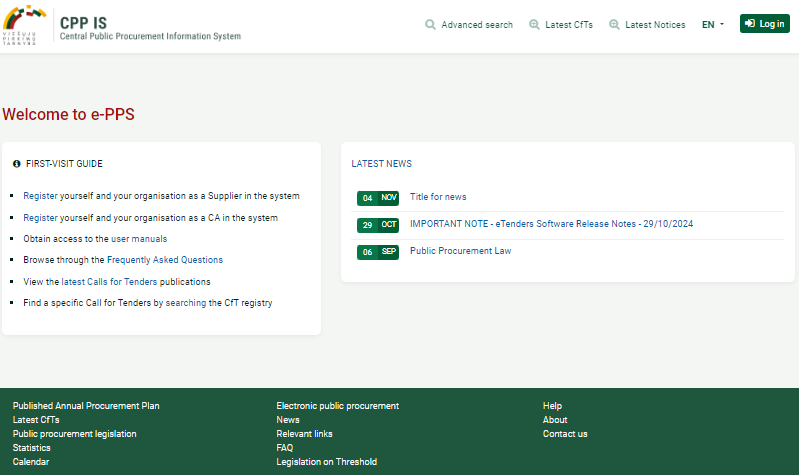 VIEŠŲJŲ
PIRKIMŲ
TARNYBA
CPP IS
Central Public Procurement Information System
Advanced search
Latest CfTs
Latest Notices
EN
Log in
Welcome to e-PPS
FIRST-VISIT GUIDE
Register yourself and your organisation as a Supplier in the system
Register yourself and your organisation as a CA in the system
Obtain access to the user manuals
Browse through the Frequently Asked Questions
View the latest Calls for Tenders publications
Find a specific Call for Tenders by searching the CfT registry
LATEST NEWS
04 NOV Title for news
29 OCT IMPORTANT NOTE - eTenders Software Release Notes - 29/10/2024
06 SEP Public Procurement Law
Published Annual Procurement Plan
Latest CfTs
Public procurement legislation
Statistics
Calendar
Electronic public procurement
News
Relevant links
FAQ
Legislation on Threshold
Help
About
Contact us